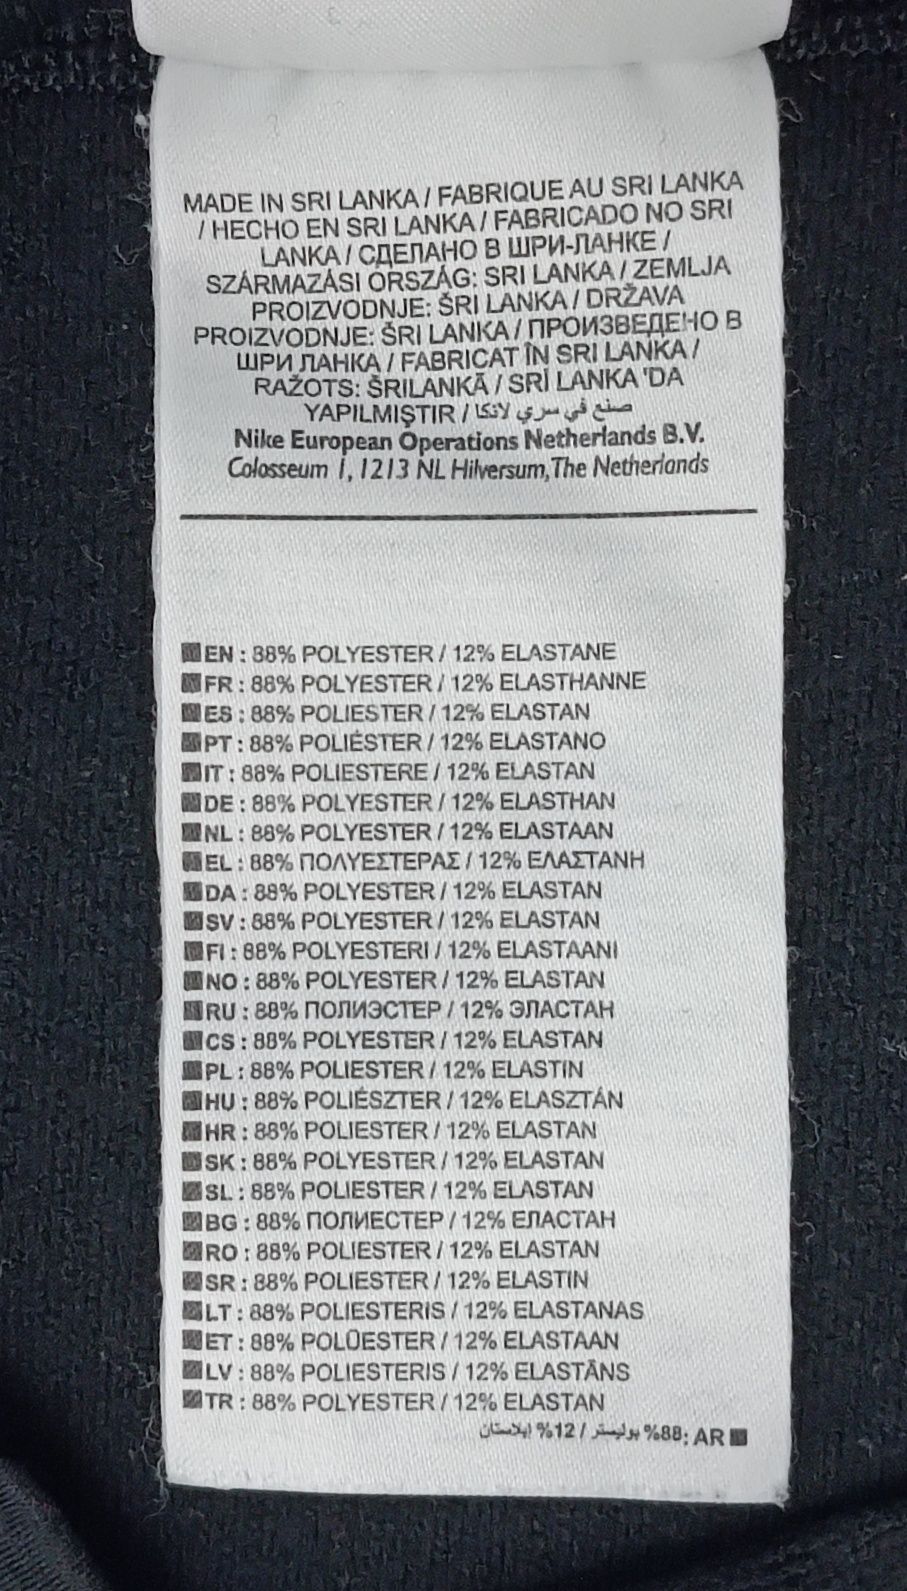 MADE IN SRI LANKA / FABRIQUE AU SRI LANKA
/ HECHO EN SRI LANKA / FABRICADO NO SRI
LANKA / СДЕЛАНО В ШРИ-ЛАНКЕ /
SZÁRMAZÁSI ORSZÁG: SRI LANKA / ZEMLJA
PROIZVODNJE: ŠRI LANKA / DRŽAVA
PROIZVODNJE: ŠRI LANKA / ПРОИЗВЕДЕНО В
ШРИ ЛАНКА / FABRICAT ÎN SRI LANKA /
RAŽOTS: ŠRILANKĀ / SRİ LANKA 'DA
YAPILMIŞTIR / صنع في سري لانكا
Nike European Operations Netherlands B.V.
Colosseum 1, 1213 NL Hilversum, The Netherlands
EN : 88% POLYESTER / 12% ELASTANE
FR : 88% POLYESTER / 12% ELASTHANNE
ES : 88% POLIESTER / 12% ELASTAN
PT : 88% POLIÉSTER / 12% ELASTANO
IT : 88% POLIESTERE / 12% ELASTAN
DE : 88% POLYESTER / 12% ELASTHAN
NL : 88% POLYESTER / 12% ELASTAAN
EL : 88% ΠΟΛΥΕΣΤΕΡΑΣ / 12% ΕΛΑΣΤΑΝΗ
DA : 88% POLYESTER / 12% ELASTAN
SV : 88% POLYESTER / 12% ELASTAN
FI : 88% POLYESTERI / 12% ELASTAANI
NO : 88% POLYESTER / 12% ELASTAN
RU : 88% ПОЛИЭСТЕР / 12% ЭЛАСТАН
CS : 88% POLYESTER / 12% ELASTAN
PL : 88% POLIESTER / 12% ELASTIN
HU : 88% POLIÉSZTER / 12% ELASZTÁN
HR : 88% POLIESTER / 12% ELASTAN
SK : 88% POLYESTER / 12% ELASTAN
SL : 88% POLIESTER / 12% ELASTAN
BG : 88% ПОЛИЕСТЕР / 12% ЕЛАСТАН
RO : 88% POLIESTER / 12% ELASTAN
SR : 88% POLIESTER / 12% ELASTIN
LT : 88% POLIESTERIS / 12% ELASTANAS
ET : 88% POLÜESTER / 12% ELASTAAN
LV : 88% POLIESTERIS / 12% ELASTĀNS
TR : 88% POLYESTER / 12% ELASTAN
AR : 88% بوليستر / 12% إيلاستان